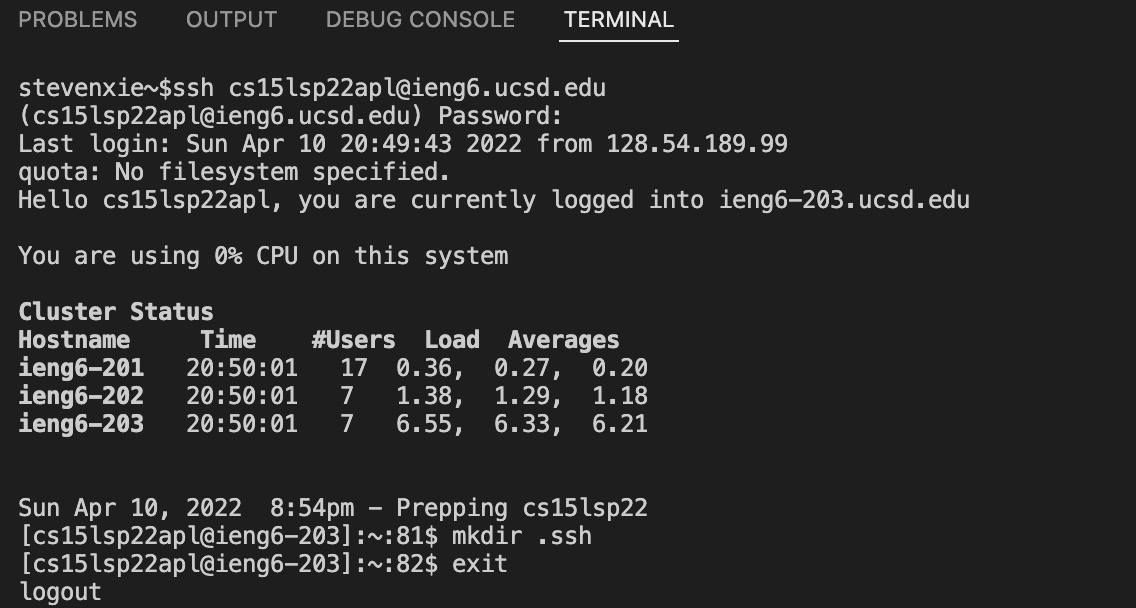 PROBLEMS OUTPUT DEBUG CONSOLE TERMINAL
stevenxie~$ssh cs15lsp22apl@ieng6.ucsd.edu
(cs15lsp22apl@ieng6.ucsd.edu) Password:
Last login: Sun Apr 10 20:49:43 2022 from 128.54.189.99
quota: No filesystem specified.
Hello cs15lsp22apl, you are currently logged into ieng6-203.ucsd.edu
You are using 0% CPU on this system
Cluster Status
Hostname Time #Users Load Averages
ieng6-201 20:50:01 17 0.36, 0.27, 0.20
ieng6-202 20:50:01 7 1.38, 1.29, 1.18
ieng6-203 20:50:01 7 6.55, 6.33, 6.21
Sun Apr 10, 2022 8:54pm - Prepping cs15lsp22
[cs15lsp22apl@ieng6-203]:~:81$ mkdir .ssh
[cs15lsp22apl@ieng6-203]:~:82$ exit
logout